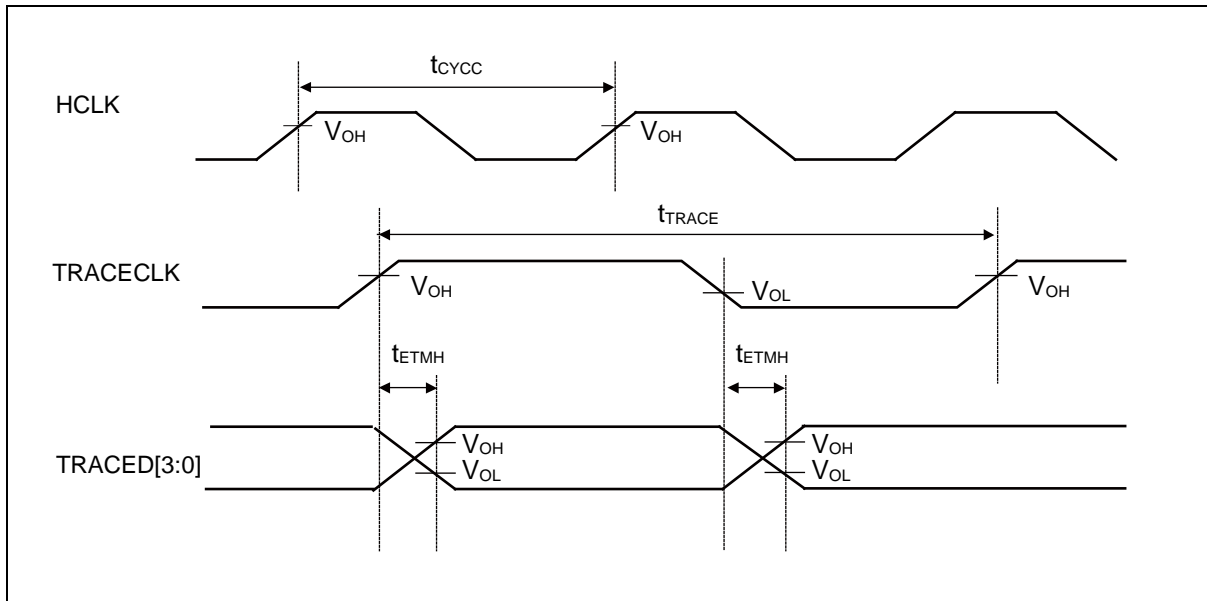 tCYCC
HCLK
VOH
VOH
tTRACE
TRACECLK
VOH
VOL
VOH
tETMH
tETMH
TRACED[3:0]
VOH
VOL
VOH
VOL